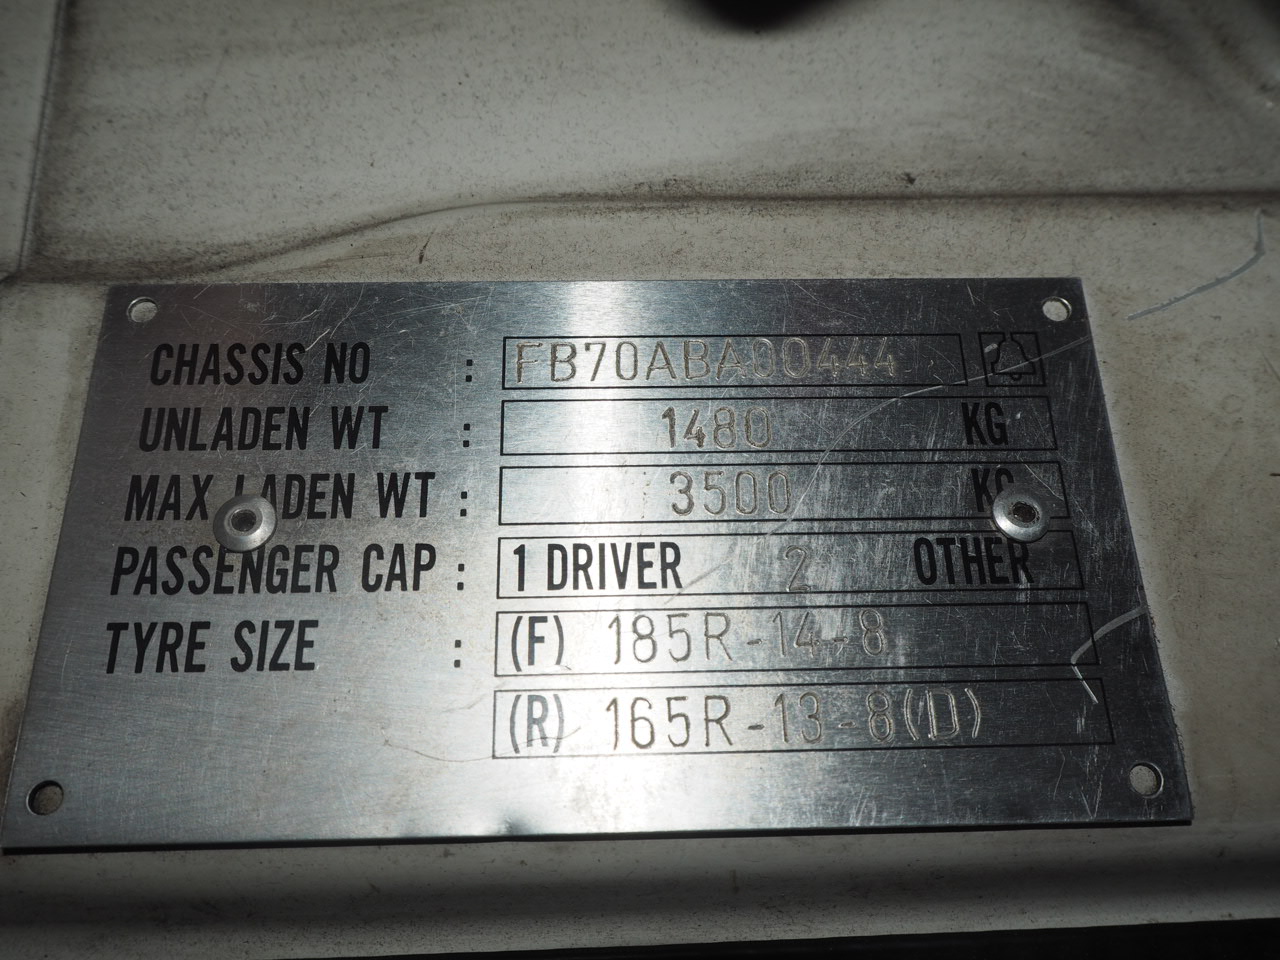 CHASSIS NO : FB70ABA00444
UNLADEN WT : 1480 KG
MAX LADEN WT : 3500 KG
PASSENGER CAP : 1 DRIVER 2 OTHER
TYRE SIZE : (F) 185R-14-8
(R) 165R-13-8(D)